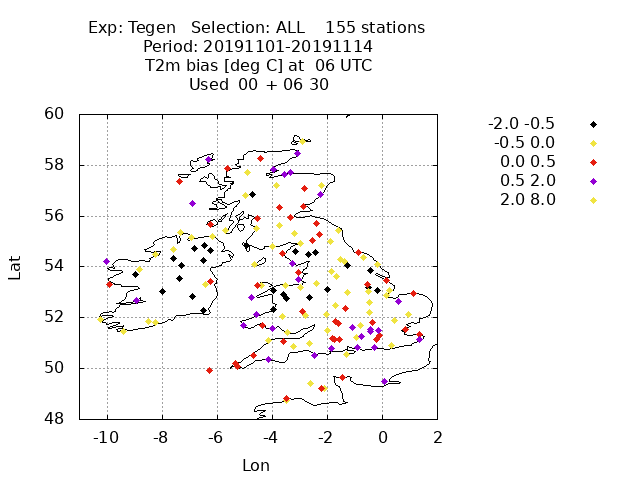 Exp: Tegen Selection: ALL 155 stations
Period: 20191101-20191114
T2m bias [deg C] at 06 UTC
Used 00 + 06 30
60
58
56
54
52
50
48
Lat
-10 -8 -6 -4 -2 0 2
Lon
-2.0 -0.5
-0.5 0.0
0.0 0.5
0.5 2.0
2.0 8.0